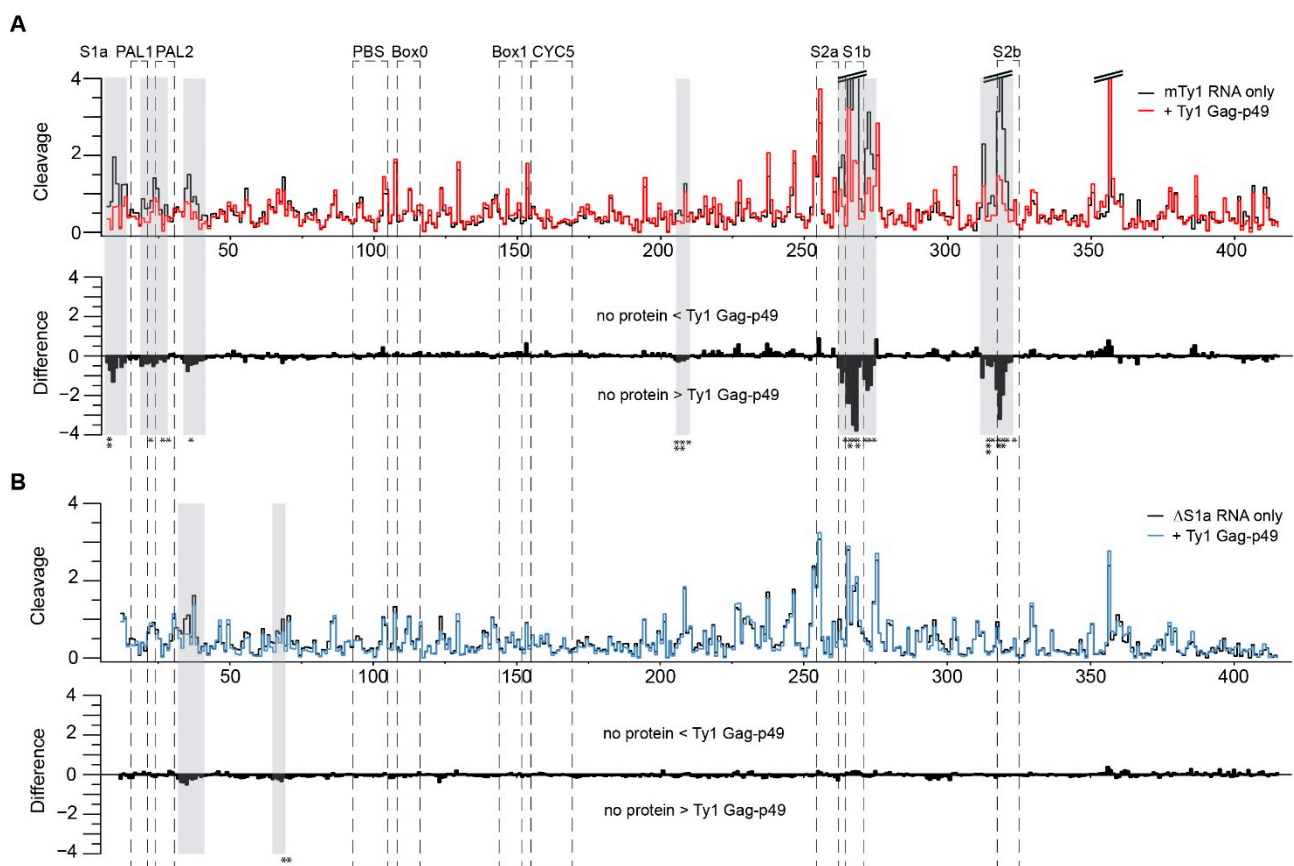 A
S1a PAL1 PAL2 PBS Box0 Box1 CYC5 S2a S1b S2b
4
mTy1 RNA only
+ Ty1 Gag-p49
Cleavage
2
0
50 100 150 200 250 300 350 400
4
2
no protein < Ty1 Gag-p49
Difference
0
−2
no protein > Ty1 Gag-p49
−4
B
4
ΔS1a RNA only
+ Ty1 Gag-p49
Cleavage
2
0
50 100 150 200 250 300 350 400
4
2
no protein < Ty1 Gag-p49
Difference
0
−2
no protein > Ty1 Gag-p49
−4